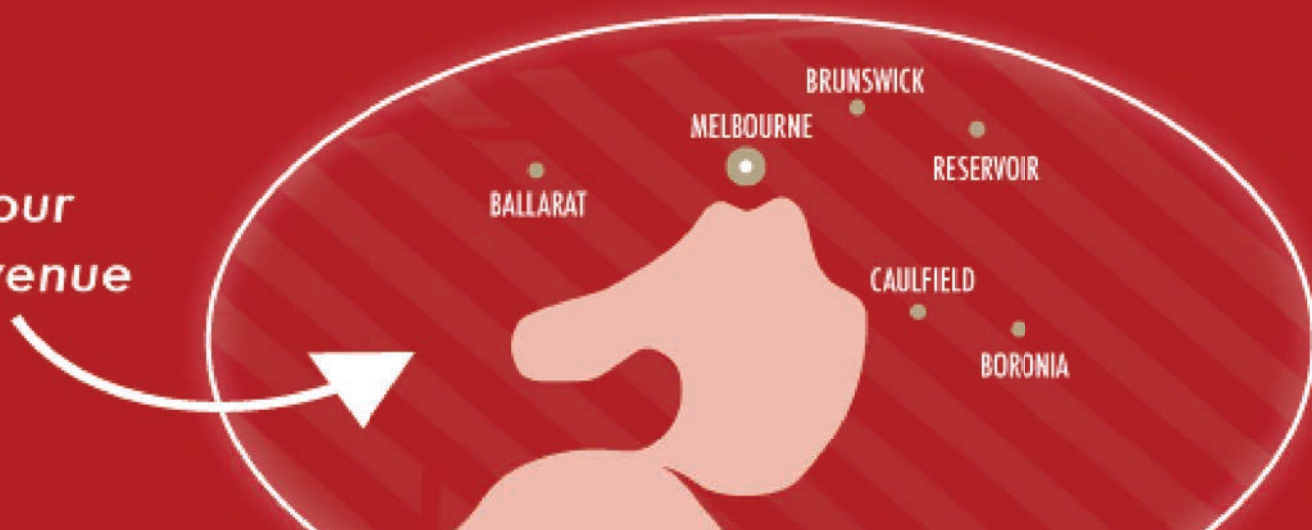 BRUNSWICK
MELBOURNE
RESERVOIR
BALLARAT
our
venue
CAULFIELD
BORONIA